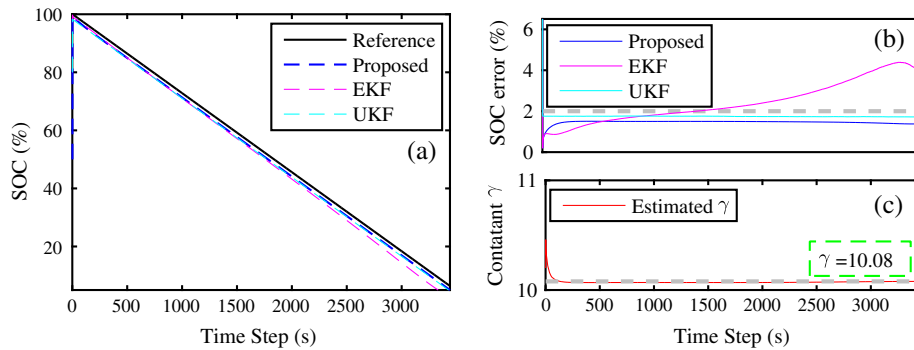 100
80
60
40
20
SOC (%)
Reference
Proposed
EKF
UKF
(a)
0 500 1000 1500 2000 2500 3000
Time Step (s)
6
4
2
0
SOC error (%)
Proposed
EKF
UKF
(b)
11
10
Contatant γ
Estimated γ
(c)
γ =10.08
0 500 1000 1500 2000 2500 3000
Time Step (s)